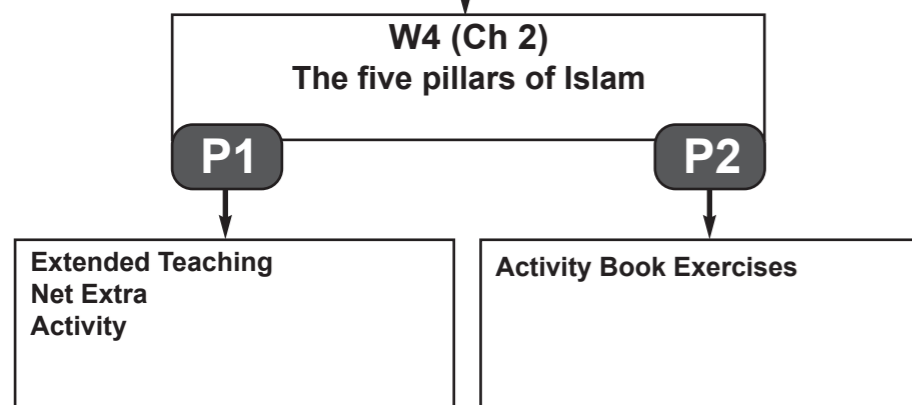 W4 (Ch 2)
The five pillars of Islam
P1
P2
Extended Teaching
Net Extra
Activity
Activity Book Exercises